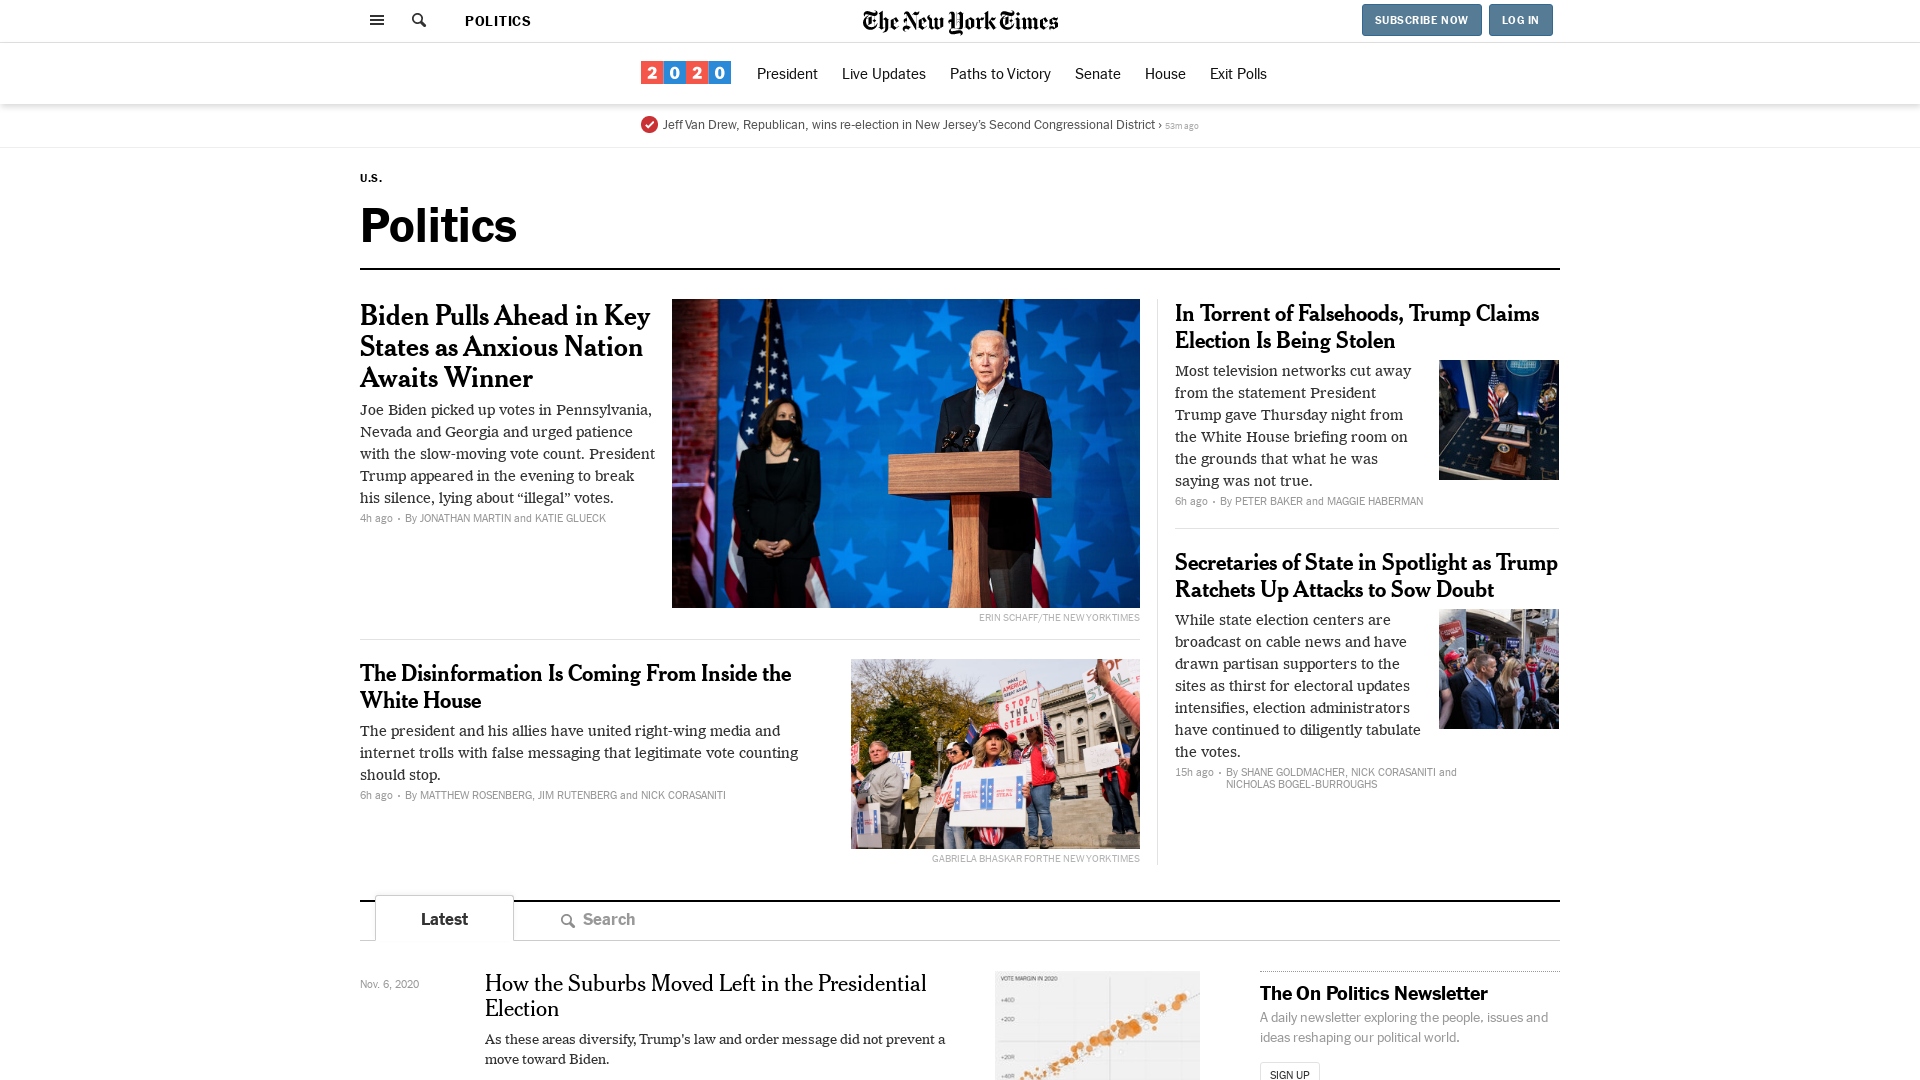 POLITICS
The New York Times
SUBSCRIBE NOW
LOG IN
2020
President
Live Updates
Paths to Victory
Senate
House
Exit Polls
Jeff Van Drew, Republican, wins re-election in New Jersey's Second Congressional District › 53m ago
U.S.
Politics
Biden Pulls Ahead in Key
States as Anxious Nation
Awaits Winner
Joe Biden picked up votes in Pennsylvania,
Nevada and Georgia and urged patience
with the slow-moving vote count. President
Trump appeared in the evening to break
his silence, lying about “illegal” votes.
4h ago • By JONATHAN MARTIN and KATIE GLUECK
ERIN SCHAFF/THE NEW YORK TIMES
The Disinformation Is Coming From Inside the
White House
The president and his allies have united right-wing media and
internet trolls with false messaging that legitimate vote counting
should stop.
6h ago • By MATTHEW ROSENBERG, JIM RUTENBERG and NICK CORASANITI
STOP
THE
STEAL!
GABRIELA BHASKAR FOR THE NEW YORK TIMES
In Torrent of Falsehoods, Trump Claims
Election Is Being Stolen
Most television networks cut away
from the statement President
Trump gave Thursday night from
the White House briefing room on
the grounds that what he was
saying was not true.
6h ago • By PETER BAKER and MAGGIE HABERMAN
Secretaries of State in Spotlight as Trump
Ratchets Up Attacks to Sow Doubt
While state election centers are
broadcast on cable news and have
drawn partisan supporters to the
sites as thirst for electoral updates
intensifies, election administrators
have continued to diligently tabulate
the votes.
15h ago • By SHANE GOLDMACHER, NICK CORASANITI and
NICHOLAS BOGEL-BURROUGHS
Latest
Search
Nov. 6, 2020
How the Suburbs Moved Left in the Presidential
Election
As these areas diversify, Trump's law and order message did not prevent a
move toward Biden.
VOTE MARGIN IN 2020
+40D
+20D
+20R
+40R
The On Politics Newsletter
A daily newsletter exploring the people, issues and
ideas reshaping our political world.
SIGN UP